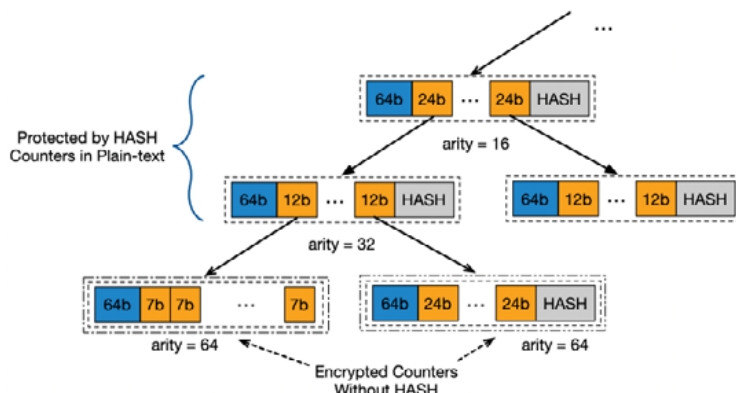 ...
64b 24b ... 24b HASH
Protected by HASH
Counters in Plain-text
arity = 16
64b 12b ... 12b HASH
64b 12b 12b ... 12b
arity = 32
64b 7b 7b ... 7b
64b 24b ... 24b HASH
arity = 64
arity = 64
Encrypted Counters
Without HASH